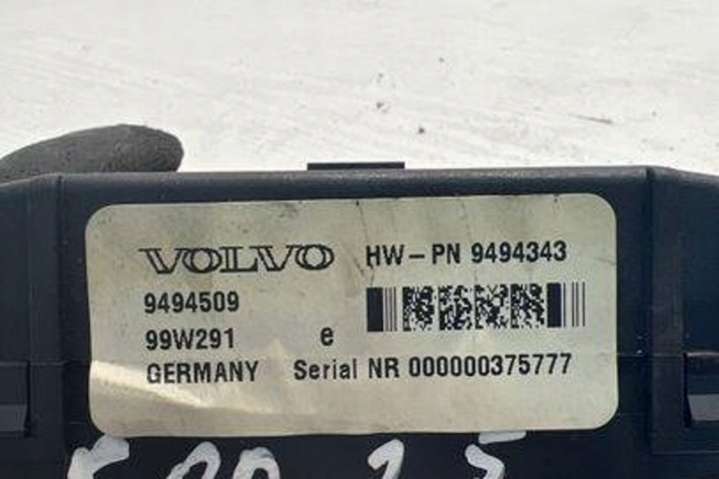 VOLVO
HW-PN 9494343
9494509
99W291 e
GERMANY Serial NR 000000375777